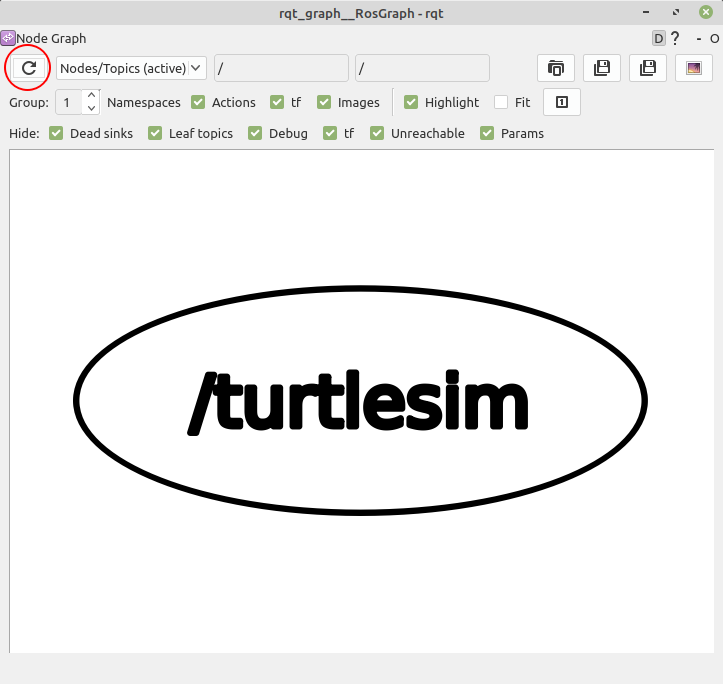 rqt_graph__RosGraph - rqt
Node Graph
D ? - O
Nodes/Topics (active) / /
Group: 1 Namespaces Actions tf Images Highlight Fit 1
Hide: Dead sinks Leaf topics Debug tf Unreachable Params
/turtlesim